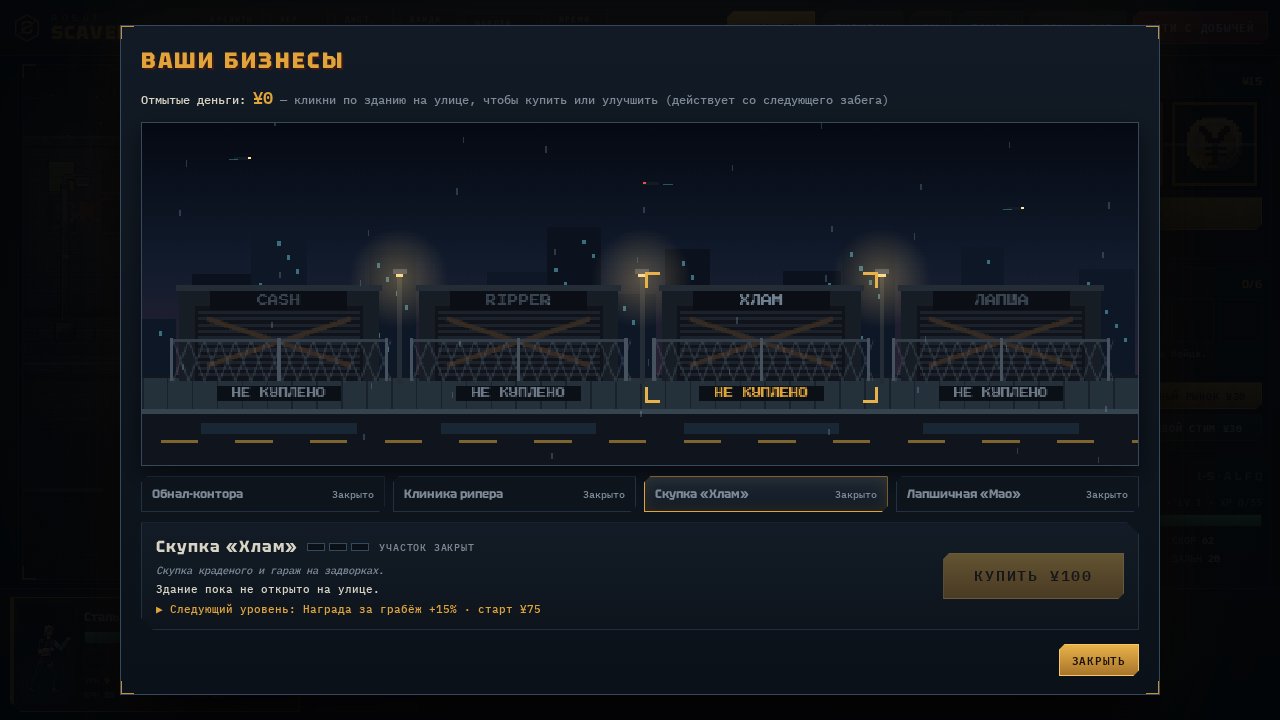 ВАШИ БИЗНЕСЫ
Отмытые деньги: ¥0 — кликни по зданию на улице, чтобы купить или улучшить (действует со следующего забега)
CASH RIPPER ХЛАМ ЛАПША
НЕ КУПЛЕНО НЕ КУПЛЕНО НЕ КУПЛЕНО НЕ КУПЛЕНО
Обнал-контора Закрыто Клиника рипера Закрыто Скупка «Хлам» Закрыто Лапшичная «Мао» Закрыто
Скупка «Хлам» УЧАСТОК ЗАКРЫТ
Скупка краденого и гараж на задворках.
Здание пока не открыто на улице.
▶ Следующий уровень: Награда за грабёж +15% · старт ¥75
КУПИТЬ ¥100
ЗАКРЫТЬ